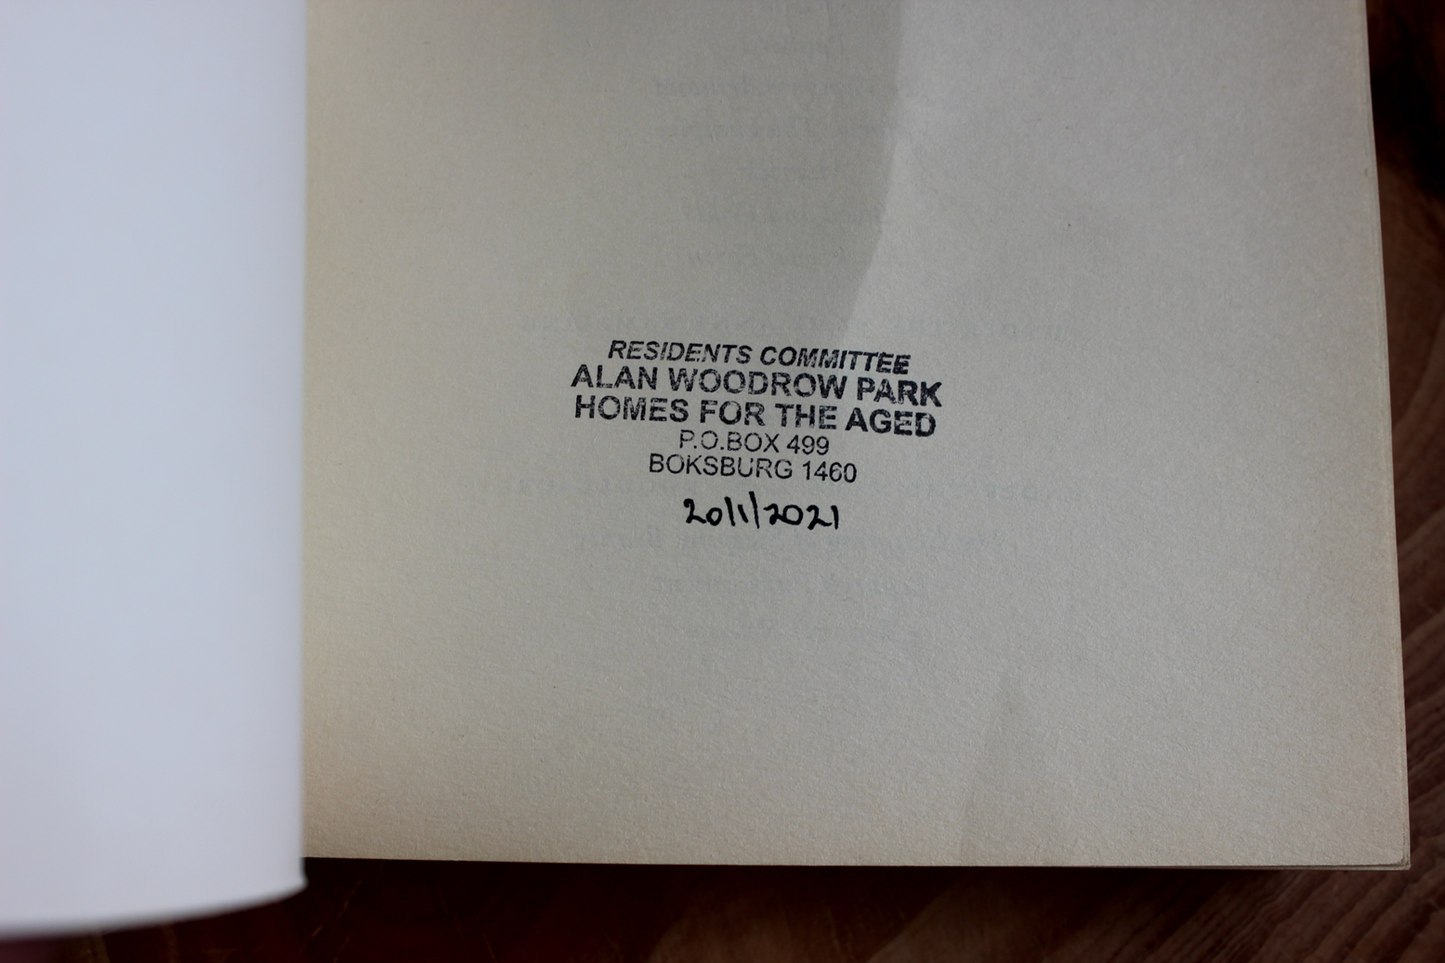 RESIDENTS COMMITTEE
ALAN WOODROW PARK
HOMES FOR THE AGED
P.O.BOX 499
BOKSBURG 1460
20/1/2021